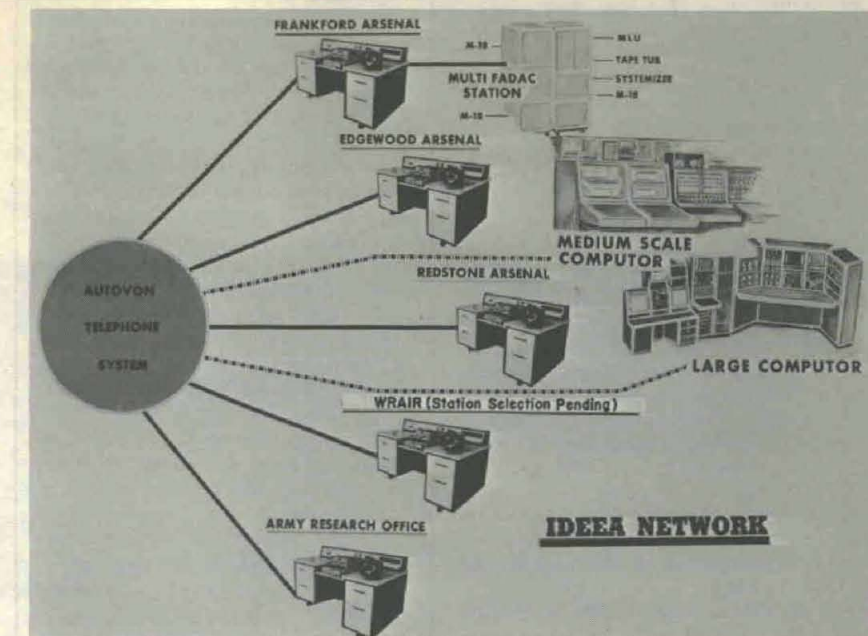 FRANKFORD ARSENAL
M-18
MLU
TAPE TUB
SYSTEMIZER
M-18
M-18
MULTI FADAC
STATION
EDGEWOOD ARSENAL
MEDIUM SCALE
COMPUTOR
REDSTONE ARSENAL
AUTOVON
TELEPHONE
SYSTEM
LARGE COMPUTOR
WRAIR (Station Selection Pending)
ARMY RESEARCH OFFICE
IDEEA NETWORK